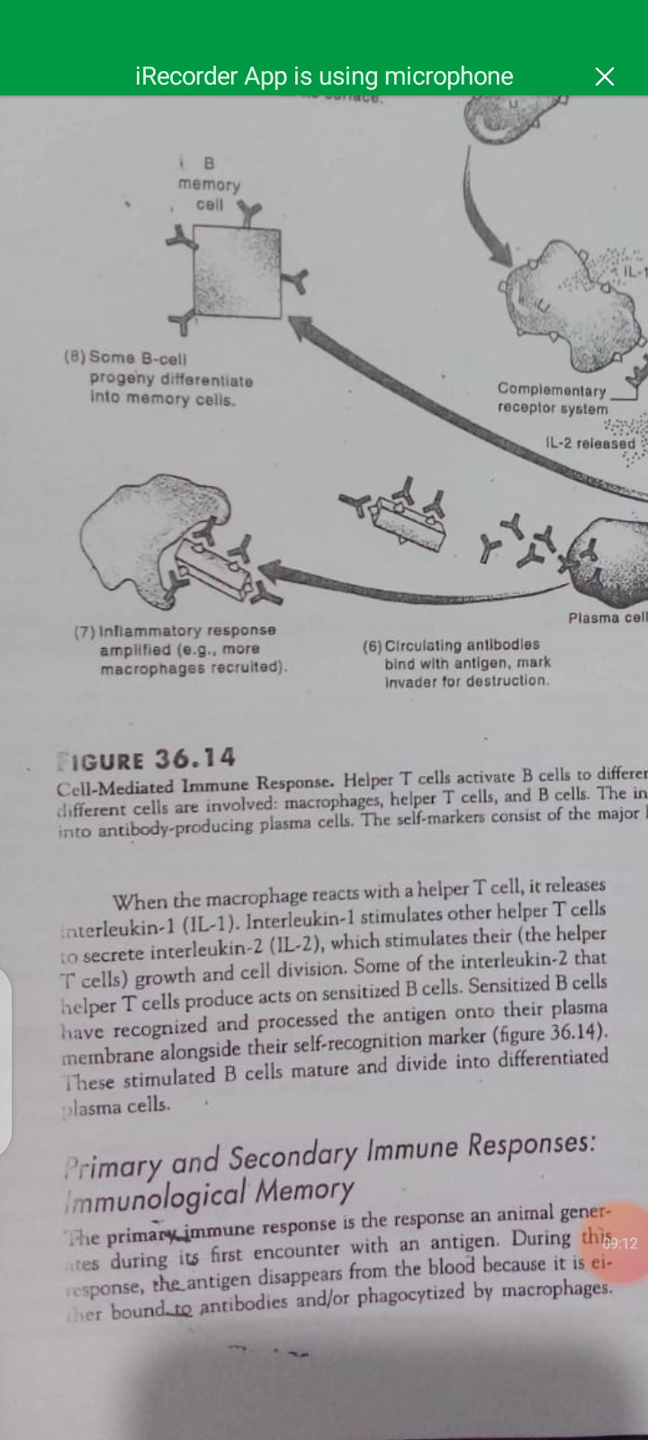 iRecorder App is using microphone
surface.
B
memory
cell
IL-1
(8) Some B-cell
progeny differentiate
into memory cells.
Complementary
receptor system
IL-2 released
Plasma cell
(7) Inflammatory response
amplified (e.g., more
macrophages recruited).
(6) Circulating antibodies
bind with antigen, mark
invader for destruction.
FIGURE 36.14
Cell-Mediated Immune Response. Helper T cells activate B cells to differen
different cells are involved: macrophages, helper T cells, and B cells. The in
into antibody-producing plasma cells. The self-markers consist of the major
When the macrophage reacts with a helper T cell, it releases
interleukin-1 (IL-1). Interleukin-1 stimulates other helper T cells
to secrete interleukin-2 (IL-2), which stimulates their (the helper
T cells) growth and cell division. Some of the interleukin-2 that
helper T cells produce acts on sensitized B cells. Sensitized B cells
have recognized and processed the antigen onto their plasma
membrane alongside their self-recognition marker (figure 36.14).
These stimulated B cells mature and divide into differentiated
plasma cells.
Primary and Secondary Immune Responses:
Immunological Memory
The primary immune response is the response an animal gener-
ates during its first encounter with an antigen. During this
response, the antigen disappears from the blood because it is ei-
ther bound to antibodies and/or phagocytized by macrophages.
09:12